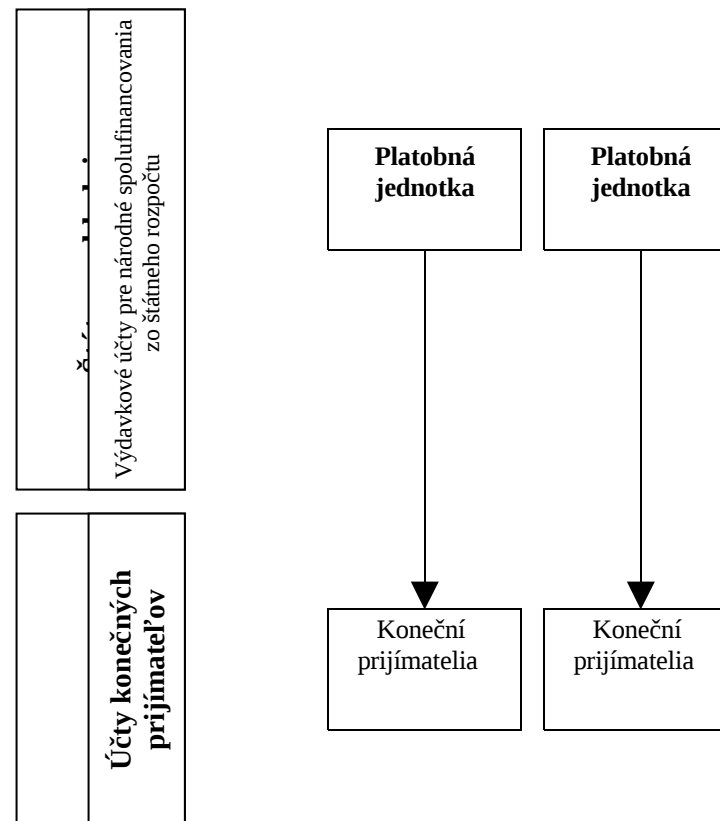 Výdavkové účty pre národné spolufinancovania
zo štátneho rozpočtu
Platobná
jednotka
Platobná
jednotka
Účty konečných
prijímateľov
Koneční
prijímatelia
Koneční
prijímatelia